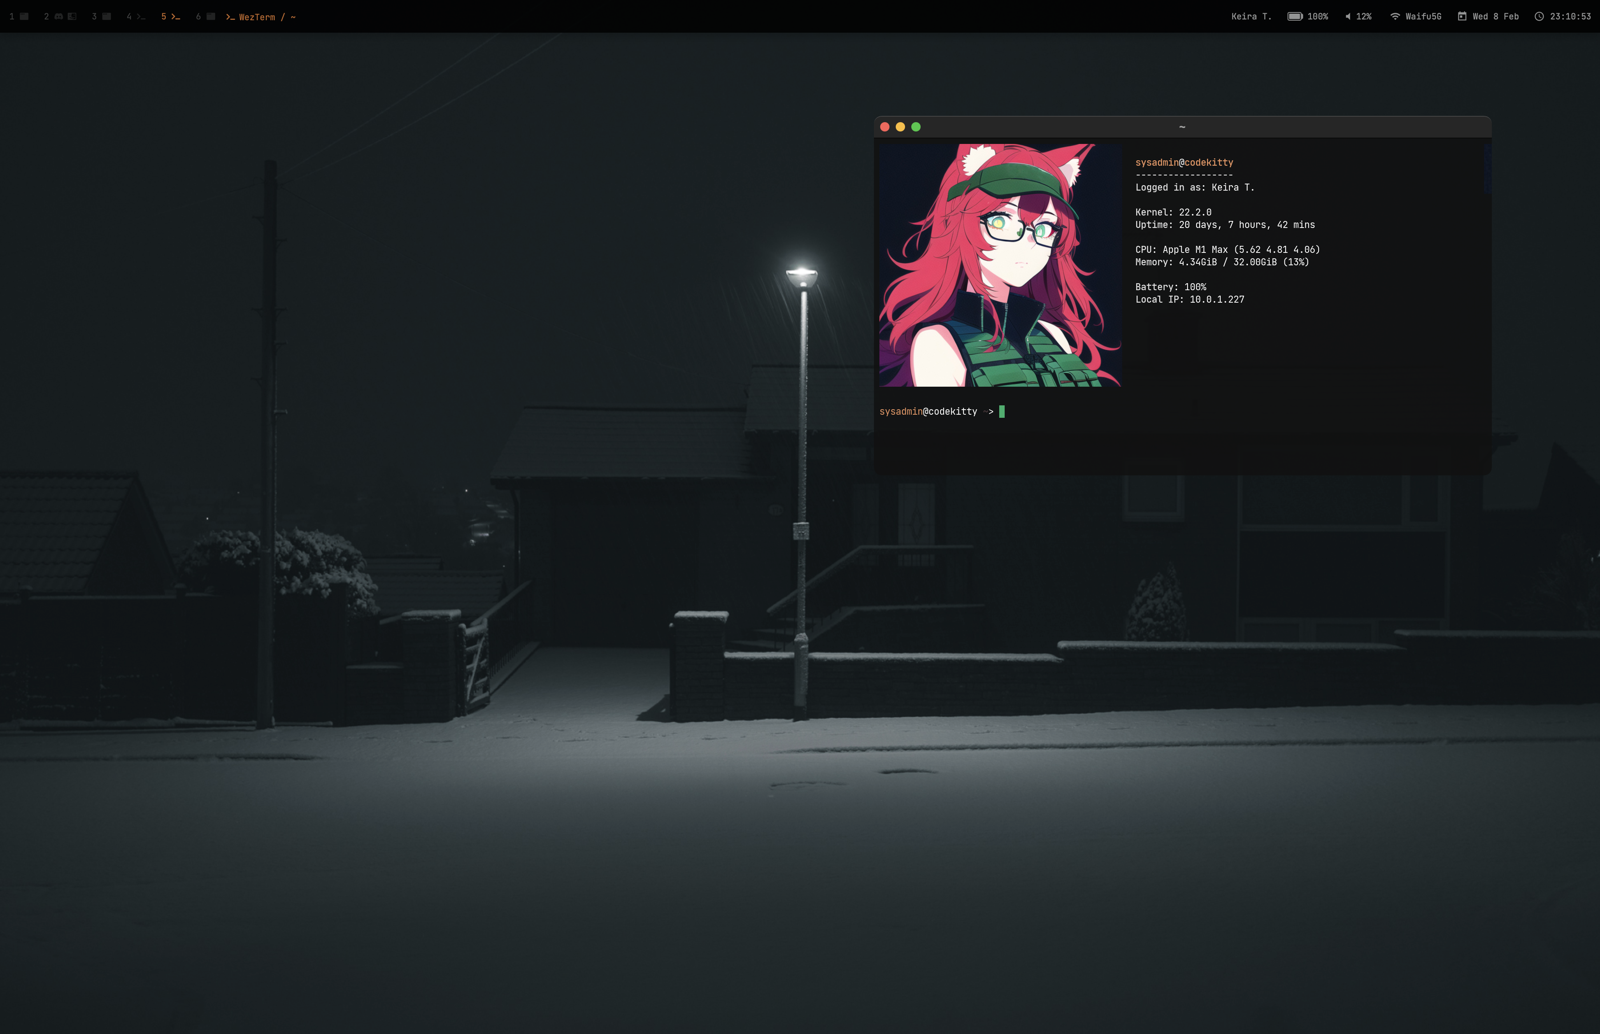 1 2 3 4 5 6 WezTerm / ~
Keira T. 100% 12% Waifu5G Wed 8 Feb 23:10:53
~
sysadmin@codekitty
------------------
Logged in as: Keira T.
Kernel: 22.2.0
Uptime: 20 days, 7 hours, 42 mins
CPU: Apple M1 Max (5.62 4.81 4.06)
Memory: 4.34GiB / 32.00GiB (13%)
Battery: 100%
Local IP: 10.0.1.227
sysadmin@codekitty ~>